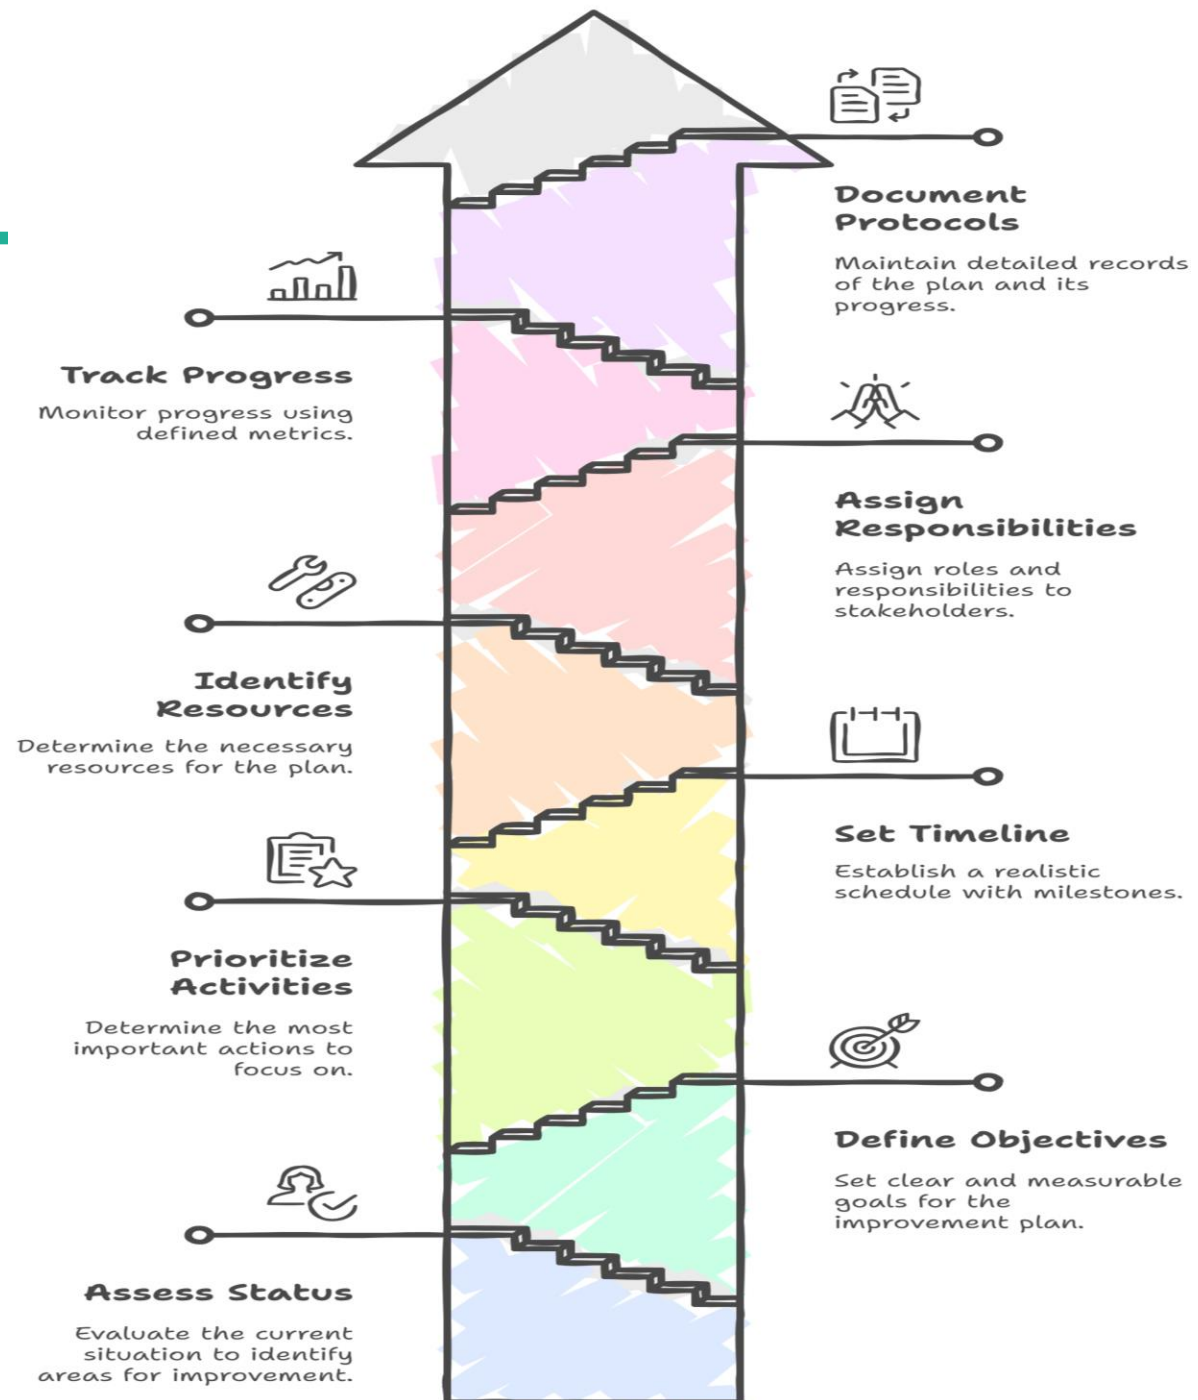 Document
Protocols
Maintain detailed records
of the plan and its
progress.
Track Progress
Monitor progress using
defined metrics.
Assign
Responsibilities
Assign roles and
responsibilities to
stakeholders.
Identify
Resources
Determine the necessary
resources for the plan.
Set Timeline
Establish a realistic
schedule with milestones.
Prioritize
Activities
Determine the most
important actions to
focus on.
Define Objectives
Set clear and measurable
goals for the
improvement plan.
Assess Status
Evaluate the current
situation to identify
areas for improvement.